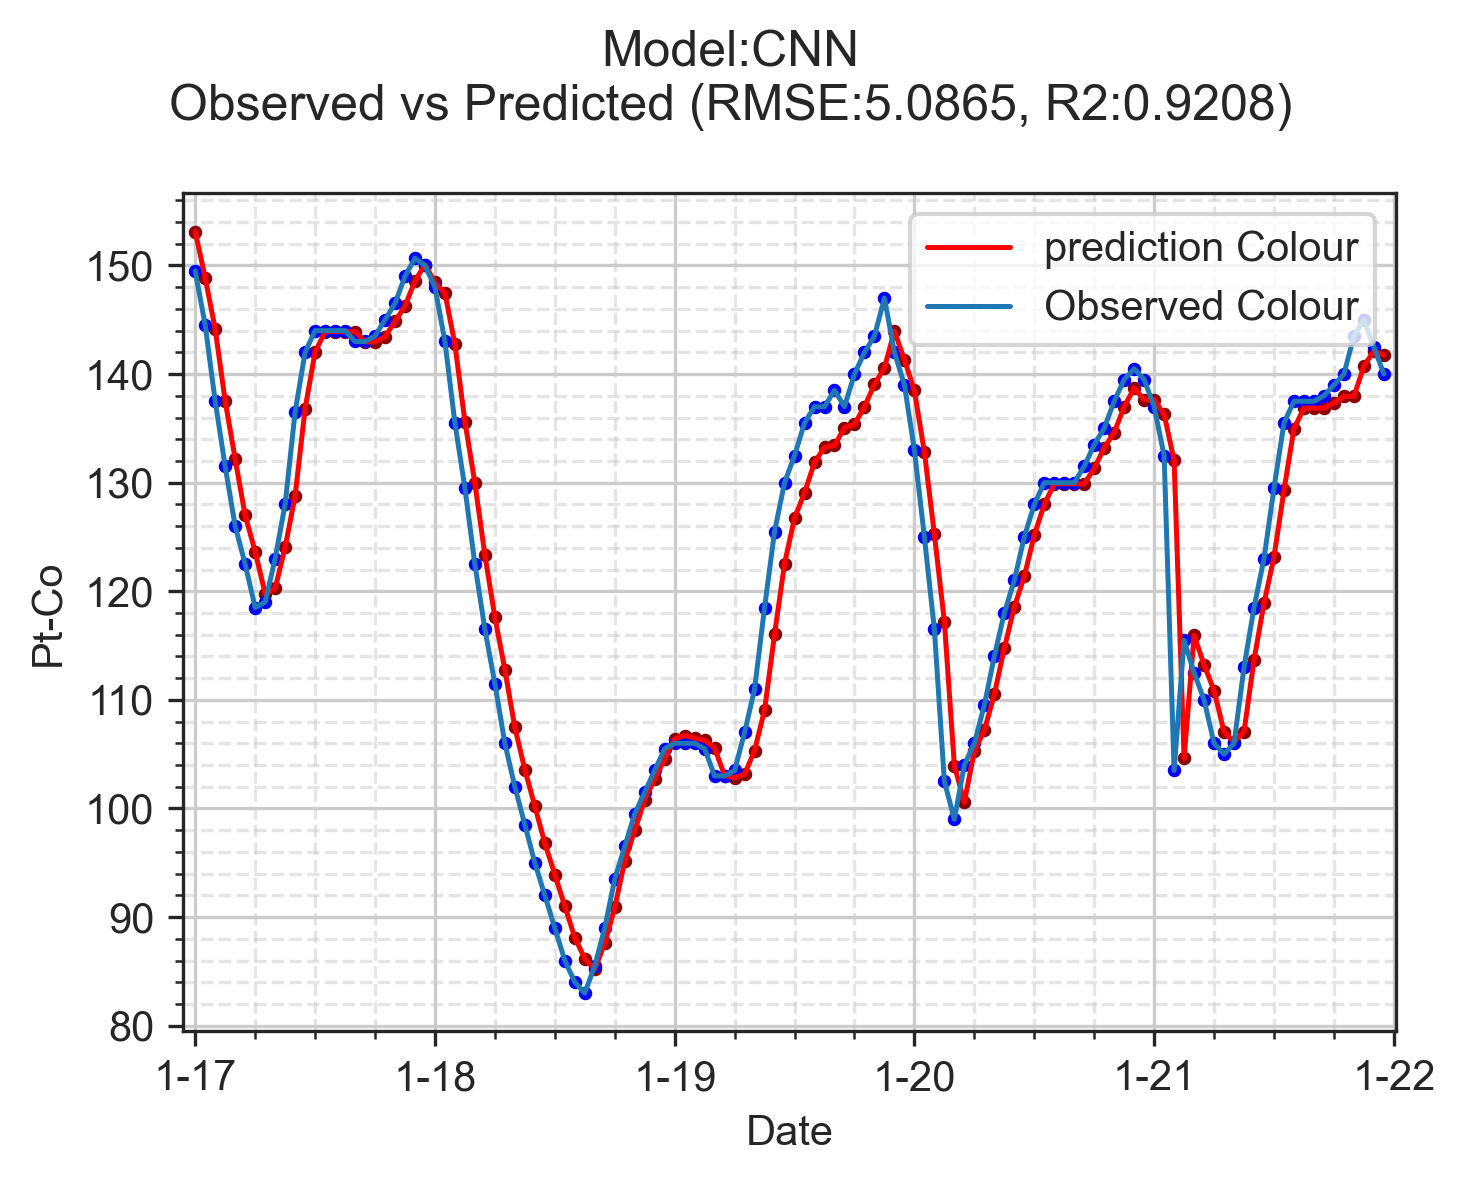 Model:CNN
Observed vs Predicted (RMSE:5.0865, R2:0.9208)
prediction Colour
Observed Colour
150
140
130
120
110
100
90
80
Pt-Co
1-17
1-18
1-19
1-20
1-21
1-22
Date